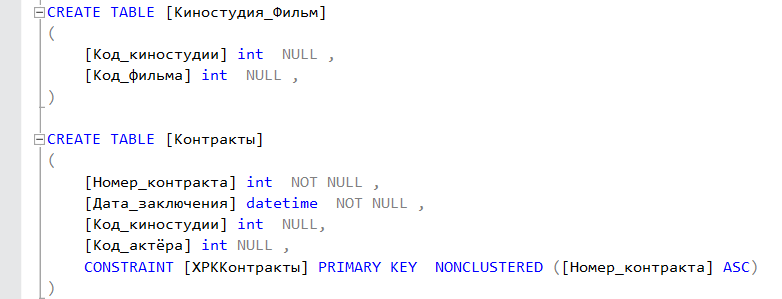 CREATE TABLE [Киностудия_Фильм]
(
[Код_киностудии] int NULL ,
[Код_фильма] int NULL ,
)
CREATE TABLE [Контракты]
(
[Номер_контракта] int NOT NULL ,
[Дата_заключения] datetime NOT NULL ,
[Код_киностудии] int NULL,
[Код_актёра] int NULL ,
CONSTRAINT [XPKКонтракты] PRIMARY KEY NONCLUSTERED ([Номер_контракта] ASC)
)